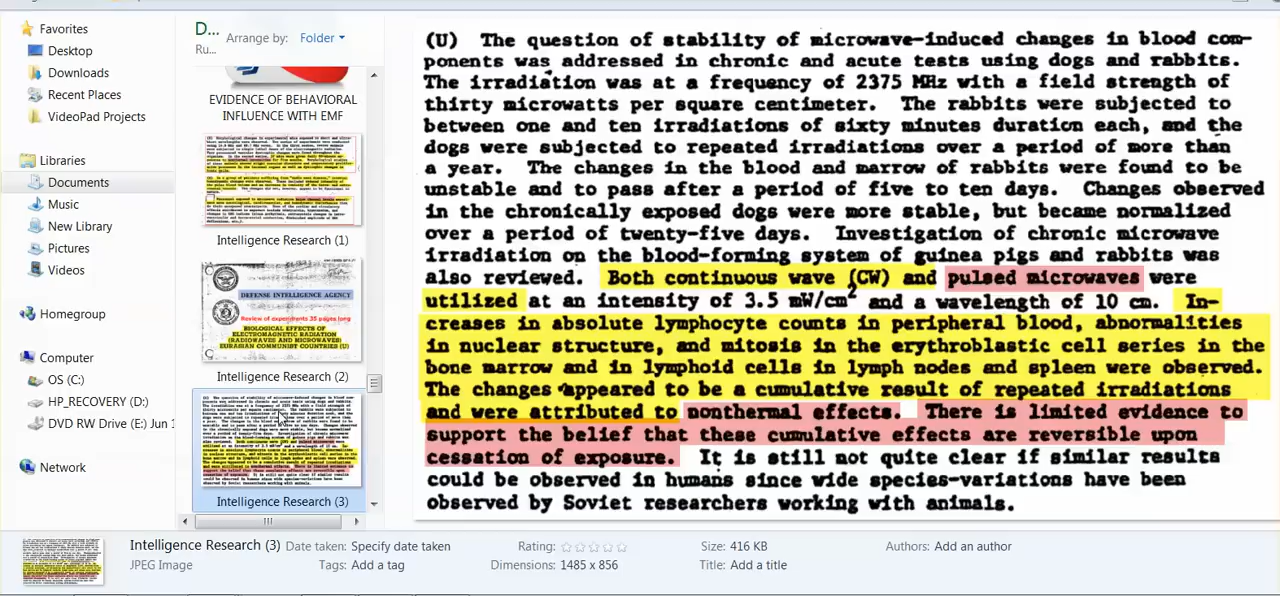 Favorites
Desktop
Downloads
Recent Places
VideoPad Projects
Libraries
Documents
Music
New Library
Pictures
Videos
Homegroup
Computer
OS (C:)
HP_RECOVERY (D:)
DVD RW Drive (E:) Jun 1
Network
D...
Ru...
Arrange by: Folder
EVIDENCE OF BEHAVIORAL
INFLUENCE WITH EMF
Intelligence Research (1)
DEFENSE INTELLIGENCE AGENCY
Review of experiments 35 pages long
BIOLOGICAL EFFECTS OF
ELECTROMAGNETIC RADIATION
(RADIOWAVES AND MICROWAVES)
EURASIAN COMMUNIST COUNTRIES (U)
Intelligence Research (2)
Intelligence Research (3)
(U) The question of stability of microwave-induced changes in blood com-
ponents was addressed in chronic and acute tests using dogs and rabbits.
The irradiation was at a frequency of 2375 MHz with a field strength of
thirty microwatts per square centimeter. The rabbits were subjected to
between one and ten irradiations of sixty minutes duration each, and the
dogs were subjected to repeated irradiations over a period of more than
a year. The changes in the blood and marrow of rabbits were found to be
unstable and to pass after a period of five to ten days. Changes observed
in the chronically exposed dogs were more stable, but became normalized
over a period of twenty-five days. Investigation of chronic microwave
irradiation on the blood-forming system of guinea pigs and rabbits was
also reviewed. Both continuous wave (CW) and pulsed microwaves were
utilized at an intensity of 3.5 mW/cm² and a wavelength of 10 cm. In-
creases in absolute lymphocyte counts in peripheral blood, abnormalities
in nuclear structure, and mitosis in the erythroblastic cell series in the
bone marrow and in lymphoid cells in lymph nodes and spleen were observed.
The changes appeared to be a cumulative result of repeated irradiations
and were attributed to nonthermal effects. There is limited evidence to
support the belief that these cumulative effects are reversible upon
cessation of exposure. It is still not quite clear if similar results
could be observed in humans since wide species-variations have been
observed by Soviet researchers working with animals.
Intelligence Research (3) Date taken: Specify date taken Rating: Size: 416 KB Authors: Add an author
JPEG Image Tags: Add a tag Dimensions: 1485 x 856 Title: Add a title